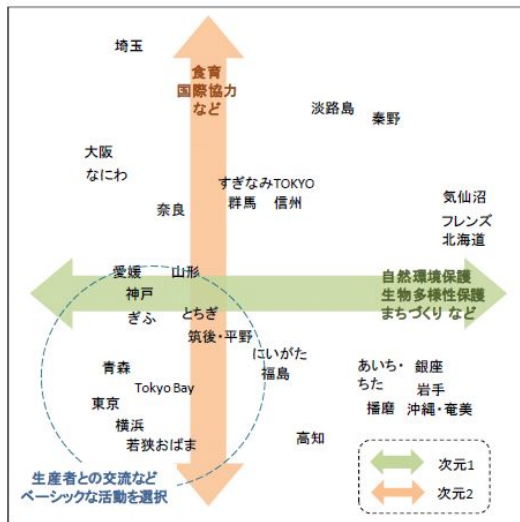 埼玉
食育
国際協力
など
淡路島
秦野
大阪
なにわ
すぎなみTOKYO
群馬 信州
奈良
気仙沼
フレンズ
北海道
愛媛 山形
神戸
ぎふ
とちぎ
筑後・平野
自然環境保護
生物多様性保護
まちづくり など
にいがた
福島
青森
Tokyo Bay
東京
横浜
若狭おばま
あいち・
ちた
銀座
岩手
播磨 沖縄・奄美
高知
生産者との交流など
ベーシックな活動を選択
次元1
次元2